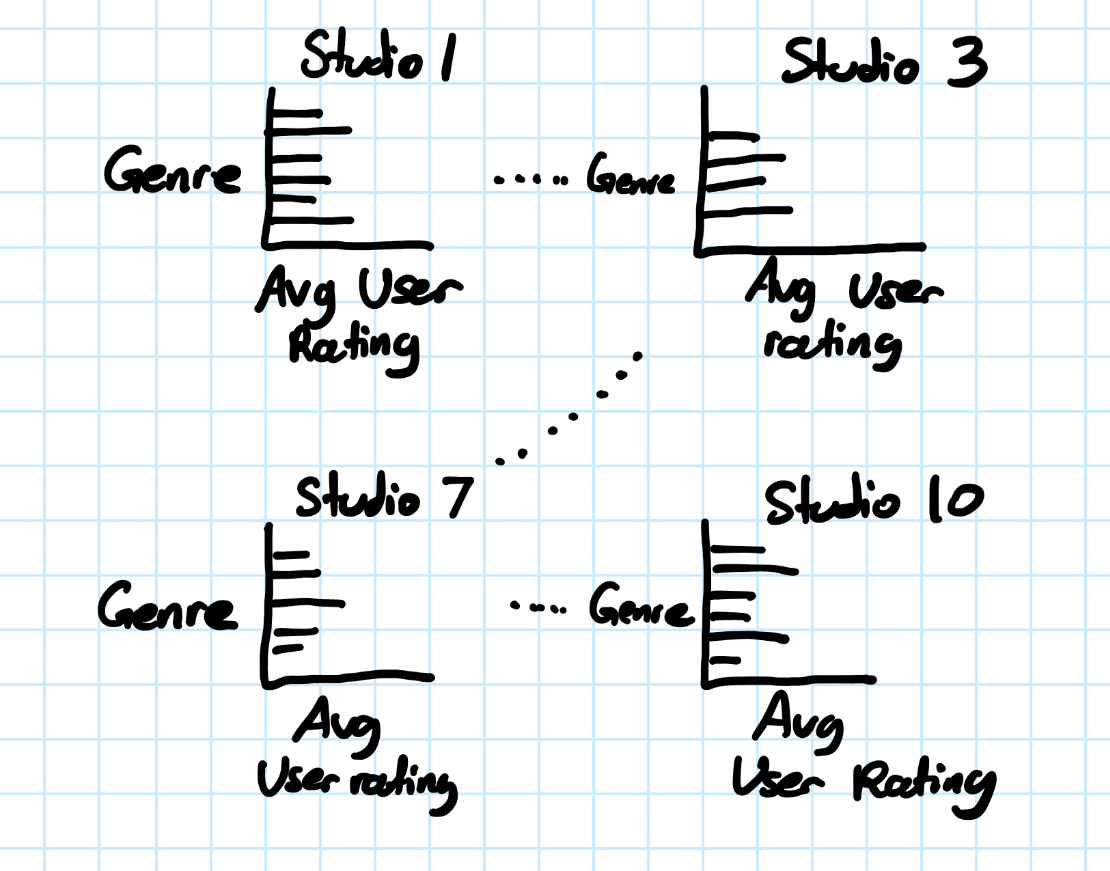 Studio 1
Studio 3
Genre
Genre
Avg User
Rating
Avg User
rating
Studio 7
Studio 10
Genre
Genre
Avg
User rating
Avg
User Rating